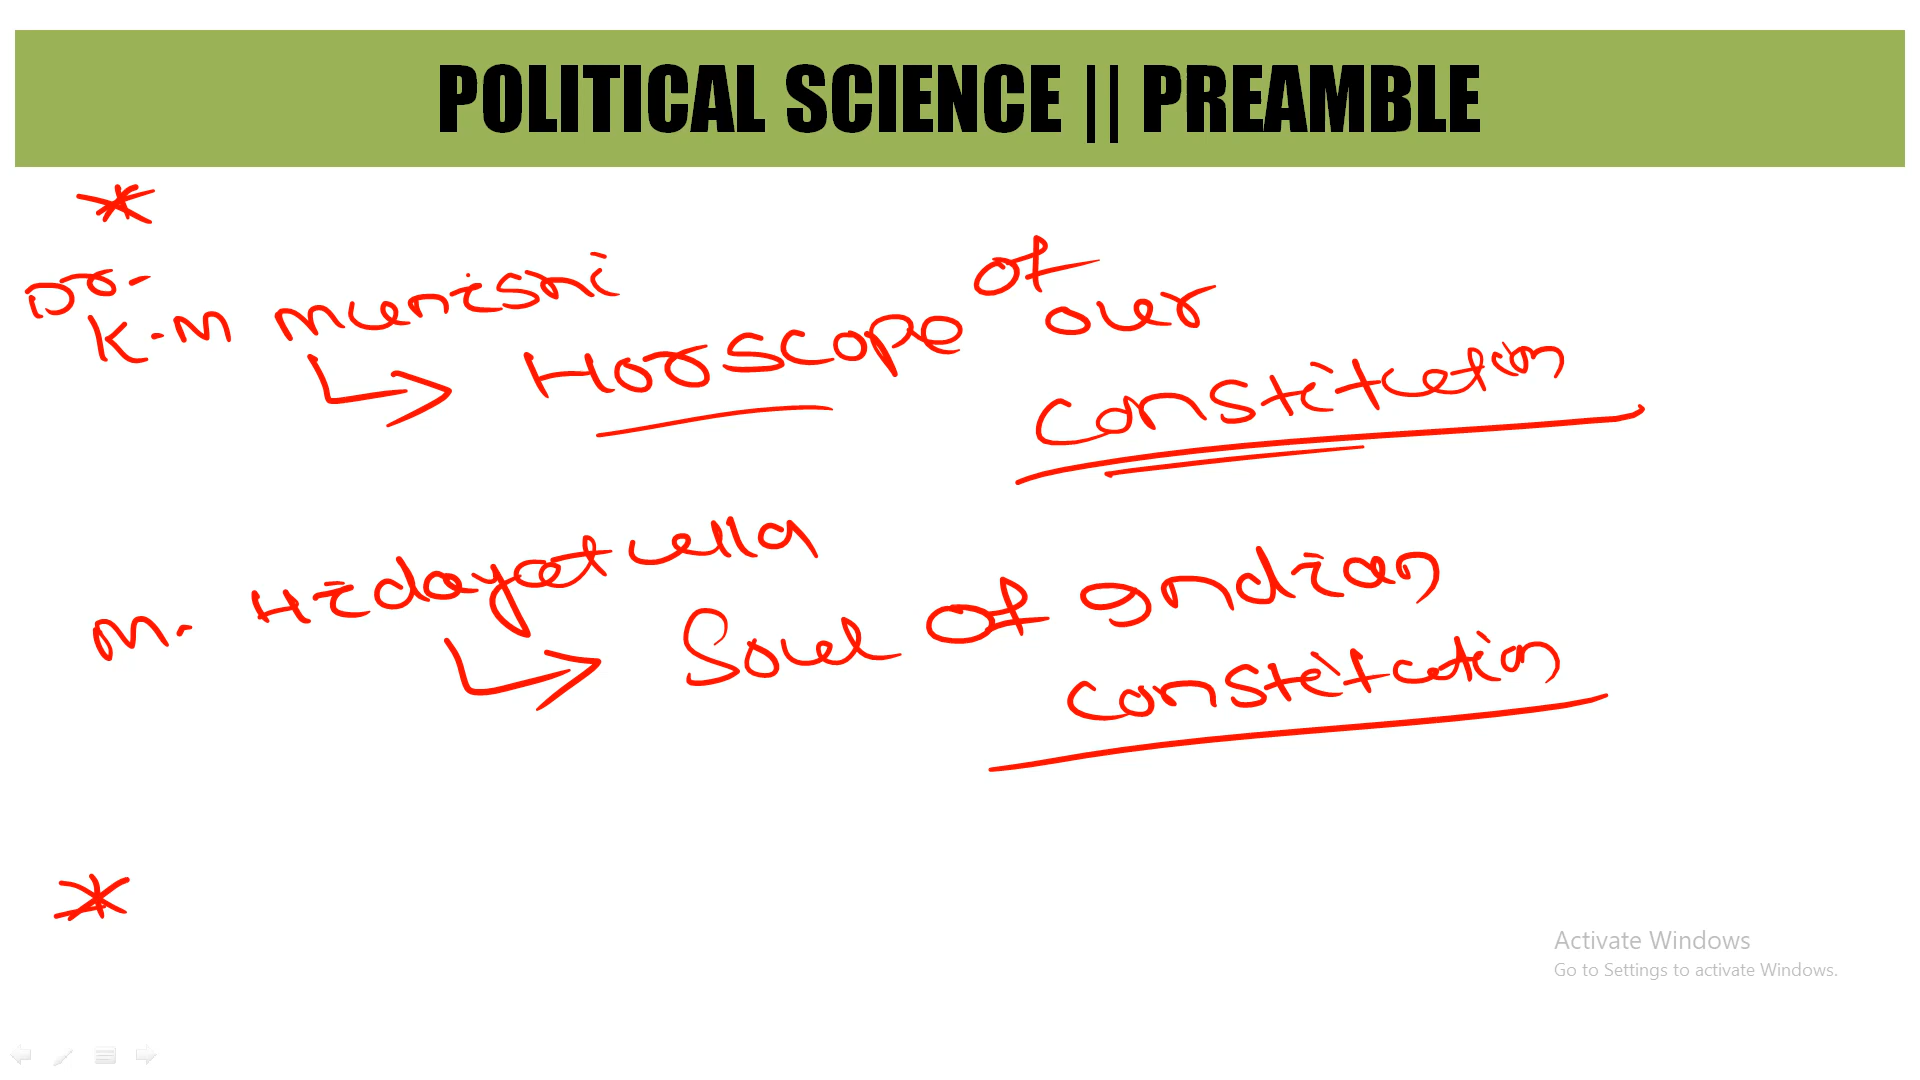 POLITICAL SCIENCE || PREAMBLE
Dr.
K.M munishi
Horoscope of our
constitution
M. Hidayatulla
Soul of Indian
constitution
Activate Windows
Go to Settings to activate Windows.